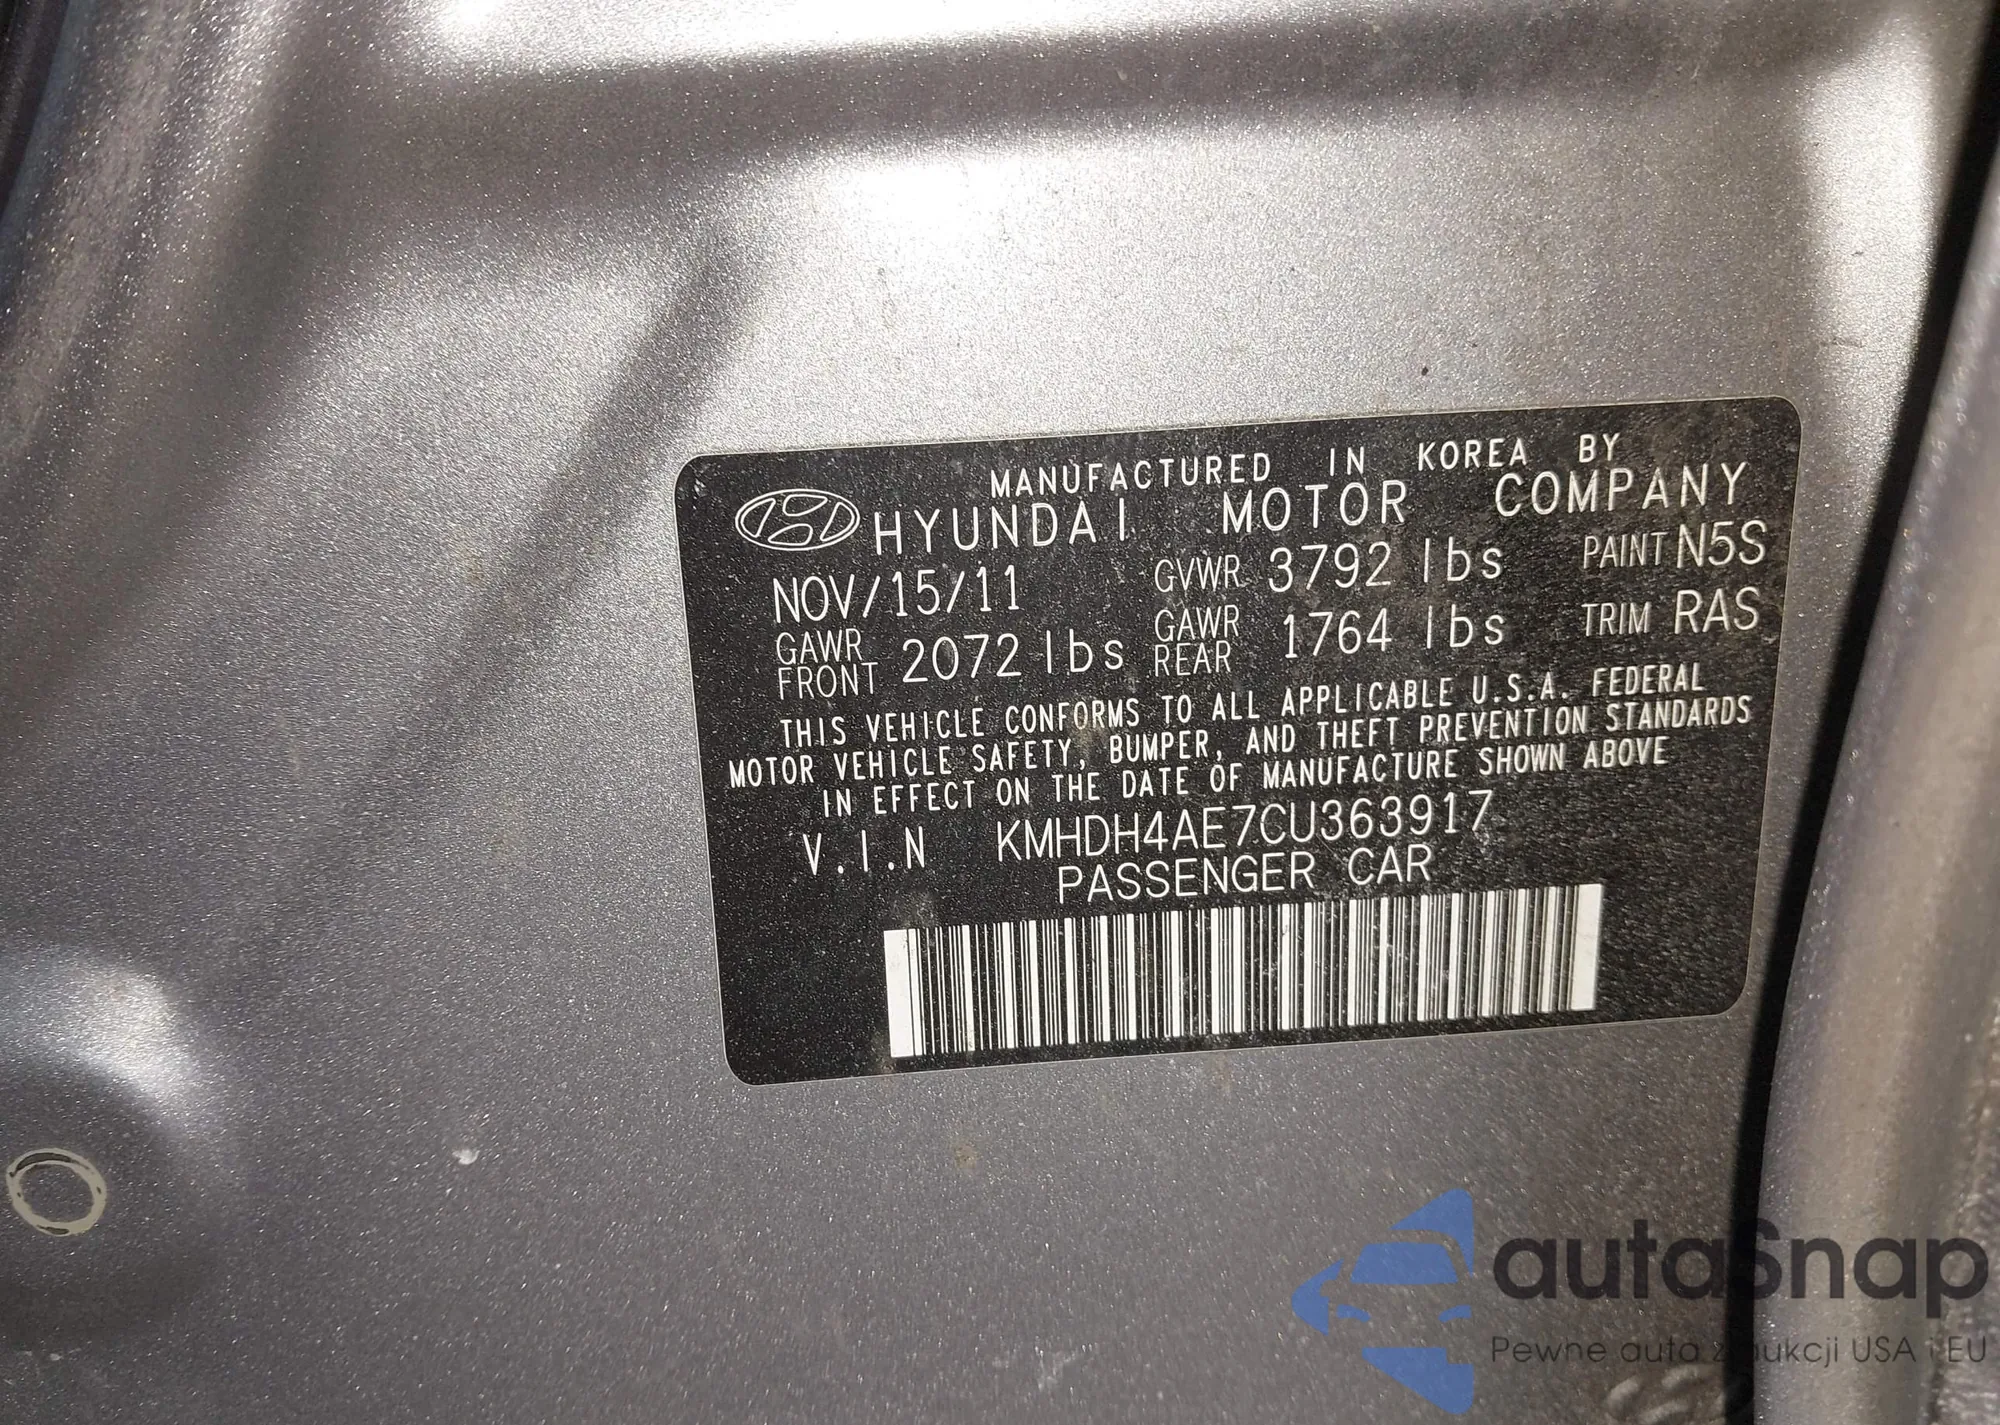 MANUFACTURED IN KOREA BY
HYUNDAI MOTOR COMPANY
NOV/15/11 GVWR 3792 lbs PAINT N5S
GAWR FRONT 2072 lbs GAWR REAR 1764 lbs TRIM RAS
THIS VEHICLE CONFORMS TO ALL APPLICABLE U.S.A. FEDERAL
MOTOR VEHICLE SAFETY, BUMPER, AND THEFT PREVENTION STANDARDS
IN EFFECT ON THE DATE OF MANUFACTURE SHOWN ABOVE
V.I.N KMHDH4AE7CU363917
PASSENGER CAR
autaSnap
Pewne auta z aukcji USA i EU